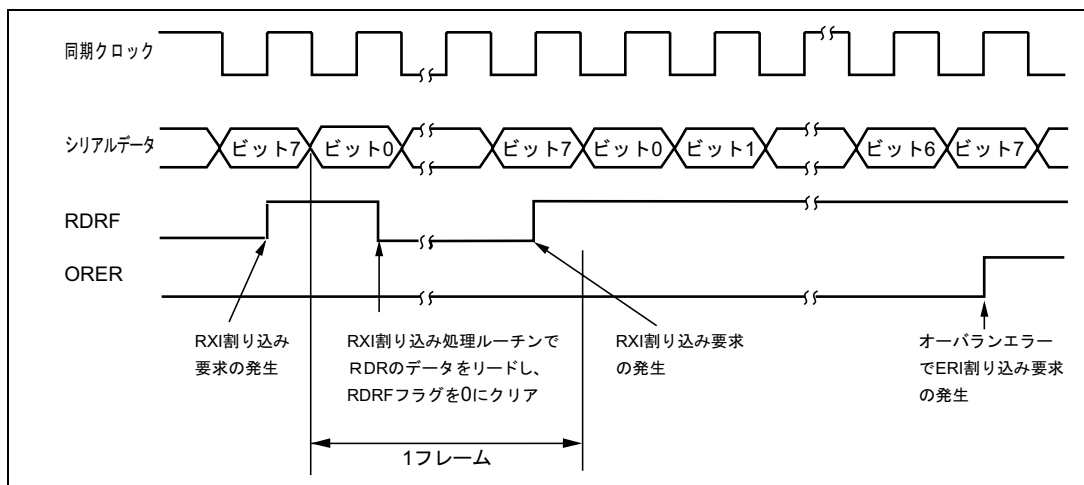 同期クロック
シリアルデータ
ビット7 ビット0 ビット7 ビット0 ビット1 ビット6 ビット7
RDRF
ORER
RXI割り込み
要求の発生
RXI割り込み処理ルーチンで
RDRのデータをリードし、
RDRFフラグを0にクリア
RXI割り込み要求
の発生
オーバランエラー
でERI割り込み要求
の発生
1フレーム